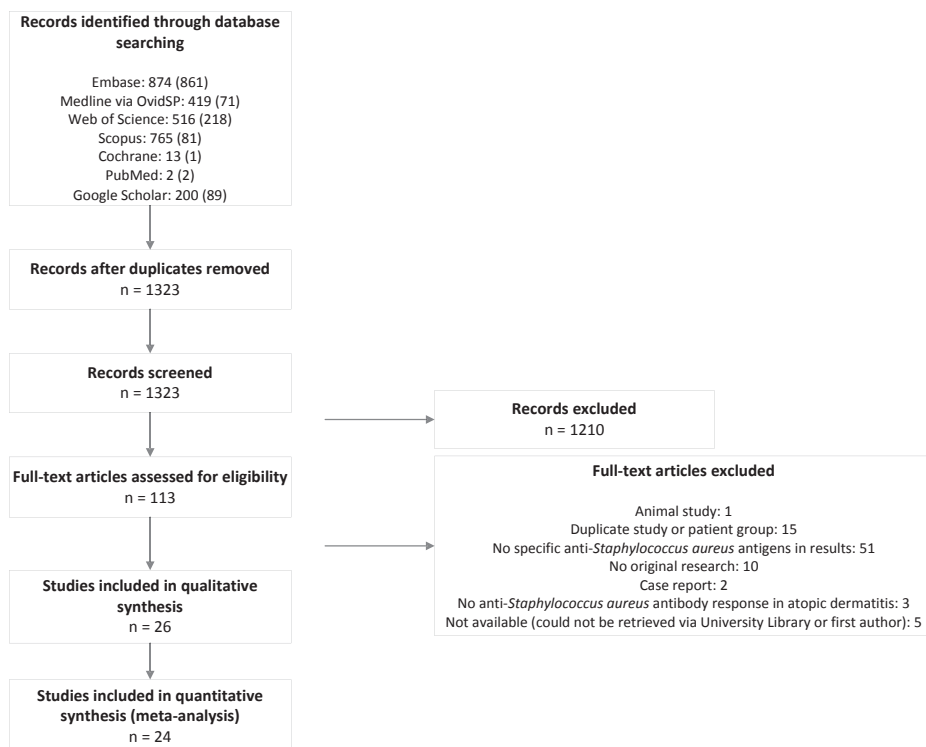 Records identified through database
searching
Embase: 874 (861)
Medline via OvidSP: 419 (71)
Web of Science: 516 (218)
Scopus: 765 (81)
Cochrane: 13 (1)
PubMed: 2 (2)
Google Scholar: 200 (89)
Records after duplicates removed
n = 1323
Records screened
n = 1323
Records excluded
n = 1210
Full-text articles assessed for eligibility
n = 113
Full-text articles excluded
Animal study: 1
Duplicate study or patient group: 15
No specific anti-Staphylococcus aureus antigens in results: 51
No original research: 10
Case report: 2
No anti-Staphylococcus aureus antibody response in atopic dermatitis: 3
Not available (could not be retrieved via University Library or first author): 5
Studies included in qualitative
synthesis
n = 26
Studies included in quantitative
synthesis (meta-analysis)
n = 24